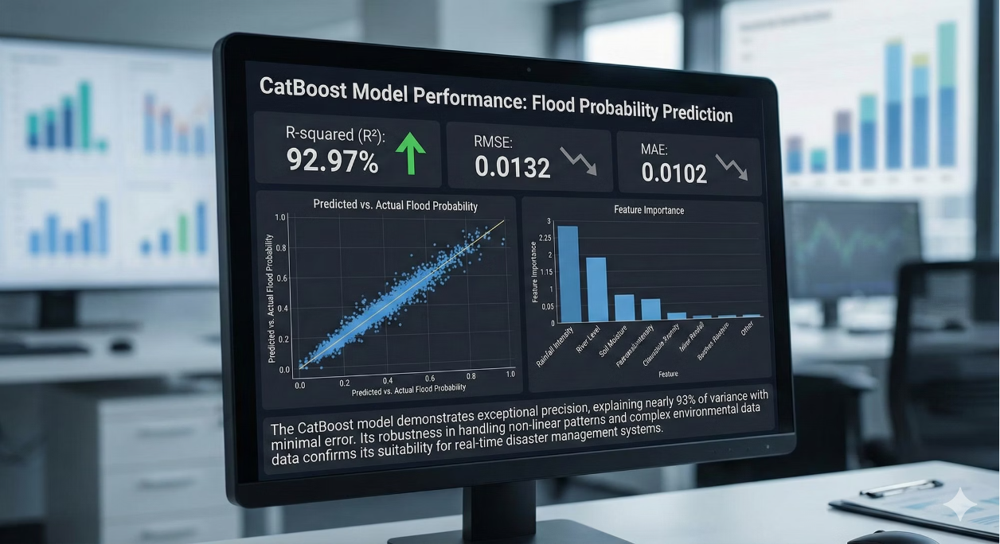 CatBoost Model Performance: Flood Probability Prediction
R-squared (R²):
92.97%
RMSE:
0.0132
MAE:
0.0102
Predicted vs. Actual Flood Probability
Predicted vs. Actual Flood Probability
1.0
0.8
0.6
0.4
0.2
0.0
0.0 0.2 0.4 0.6 0.8 1.0
Predicted vs. Actual Flood Probability
Feature Importance
Feature Importance
3
2.25
2
1.15
1
0,05
0
Rainfall Intensity
River Level
Soil Moisture
Other
Feature
The CatBoost model demonstrates exceptional precision, explaining nearly 93% of variance with
minimal error. Its robustness in handling non-linear patterns and complex environmental data
data confirms its suitability for real-time disaster management systems.